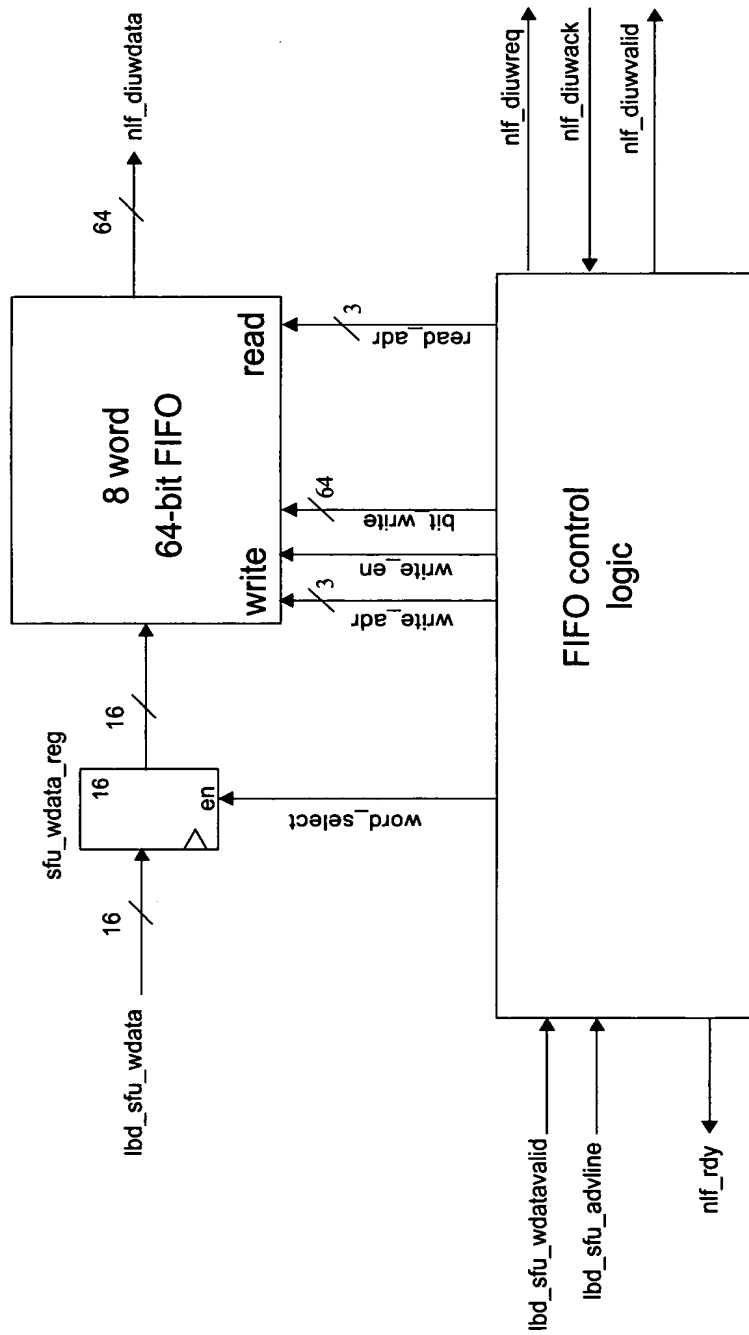 lbd_sfu_wdata
16
sfu_wdata_reg
16
en
16
8 word
64-bit FIFO
write
read
64
nlf_diuwdata
word_select
write_adr
3
write_en
bit_write
64
read_adr
3
FIFO control
logic
lbd_sfu_wdatavalid
lbd_sfu_advline
nlf_rdy
nlf_diuwreq
nlf_diuwack
nlf_diuwvalid